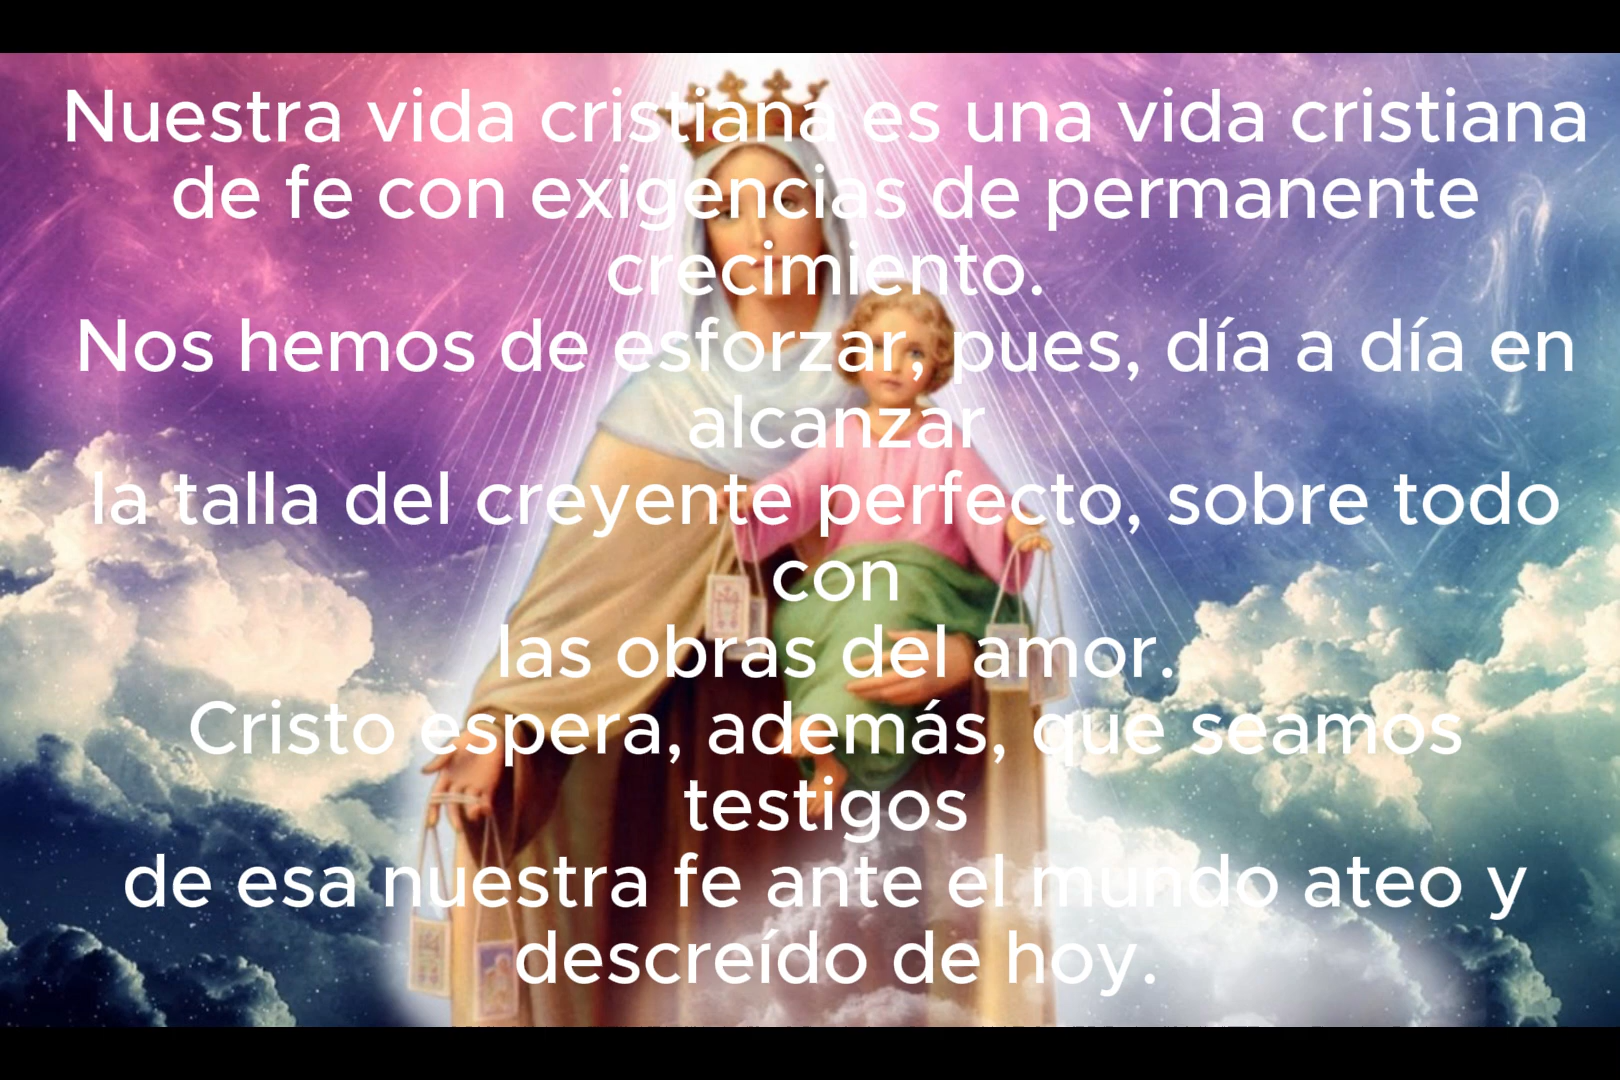 Nuestra vida cristiana es una vida cristiana
de fe con exigencias de permanente
crecimiento.
Nos hemos de esforzar, pues, día a día en
alcanzar
la talla del creyente perfecto, sobre todo
con
las obras del amor.
Cristo espera, además, que seamos
testigos
de esa nuestra fe ante el mundo ateo y
descreído de hoy.